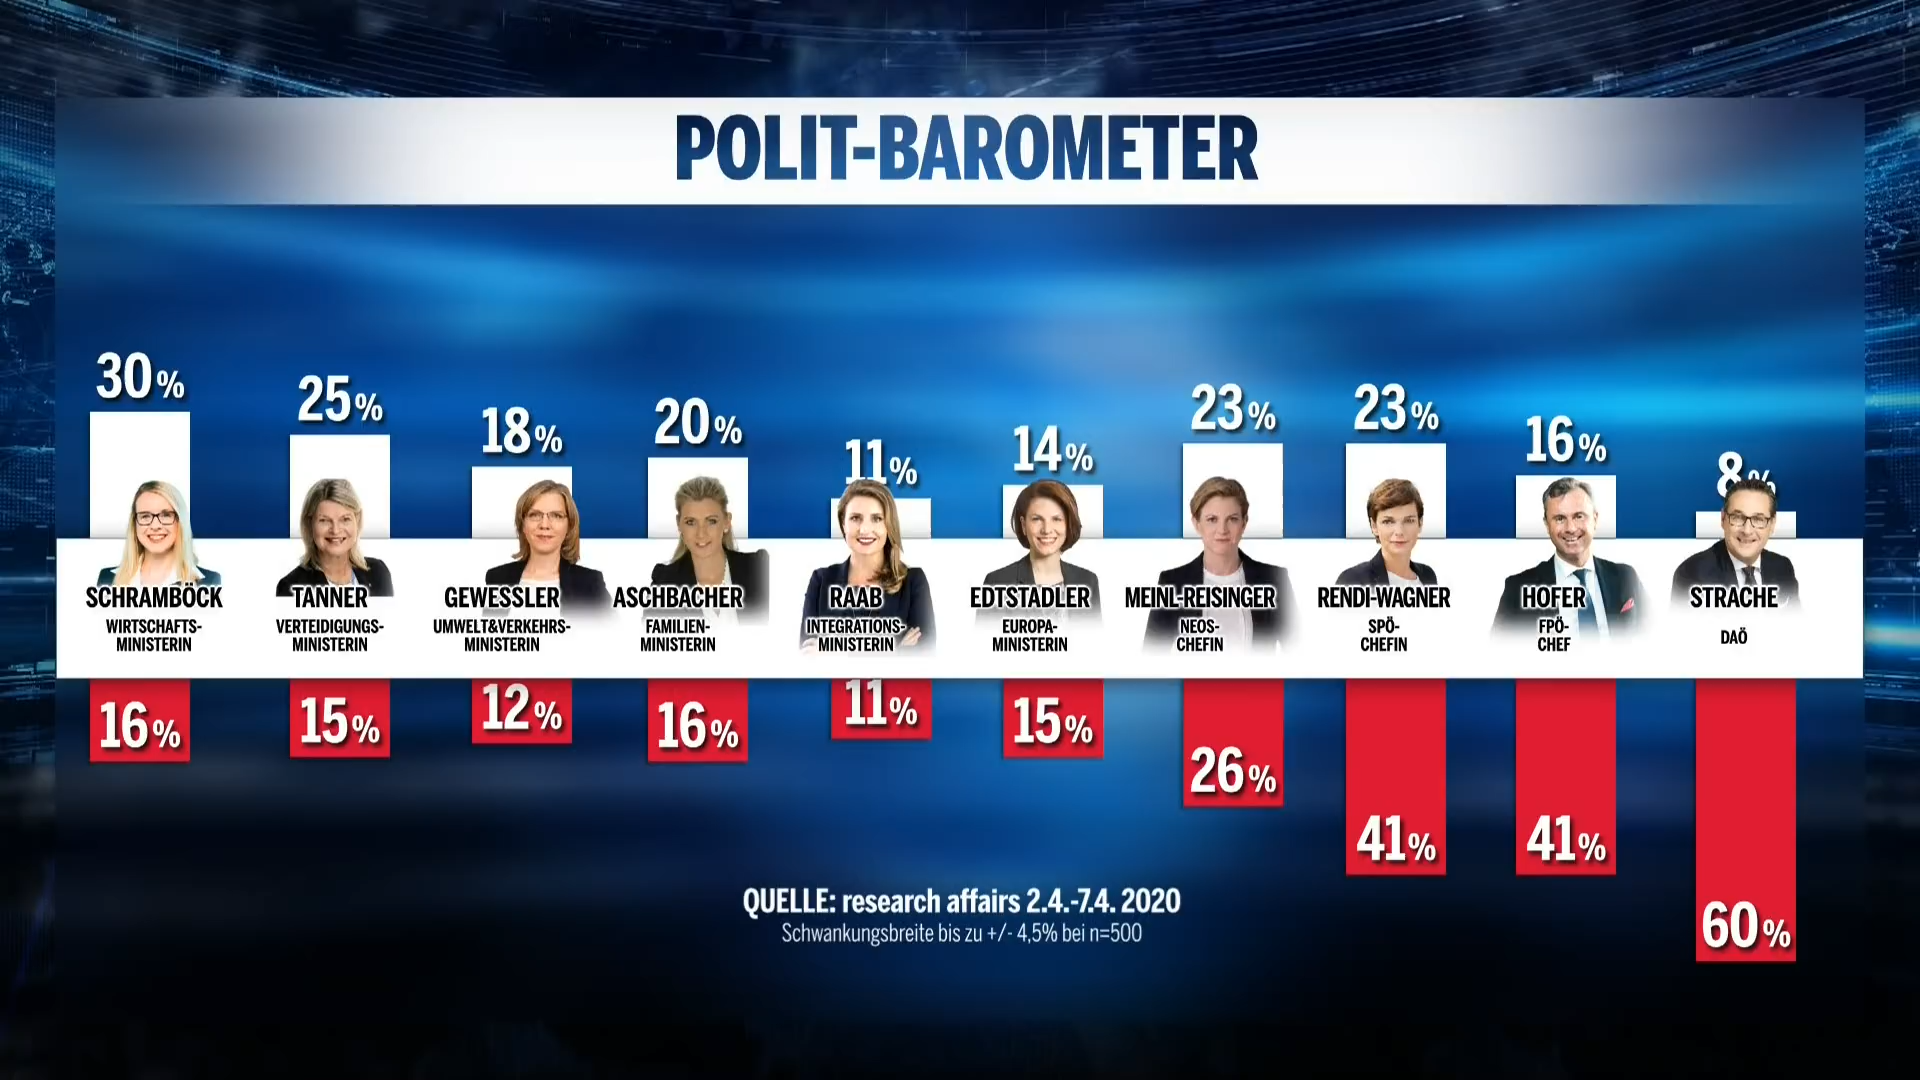 POLIT-BAROMETER
30%
25%
18%
20%
11%
14%
23%
23%
16%
8%
SCHRAMBÖCK
WIRTSCHAFTS-
MINISTERIN
TANNER
VERTEIDIGUNGS-
MINISTERIN
GEWESSLER
UMWELT&VERKEHRS-
MINISTERIN
ASCHBACHER
FAMILIEN-
MINISTERIN
RAAB
INTEGRATIONS-
MINISTERIN
EDTSTADLER
EUROPA-
MINISTERIN
MEINL-REISINGER
NEOS-
CHEFIN
RENDI-WAGNER
SPÖ-
CHEFIN
HOFER
FPÖ-
CHEF
STRACHE
DAÖ
16%
15%
12%
16%
11%
15%
26%
41%
41%
60%
QUELLE: research affairs 2.4.-7.4. 2020
Schwankungsbreite bis zu +/- 4,5% bei n=500